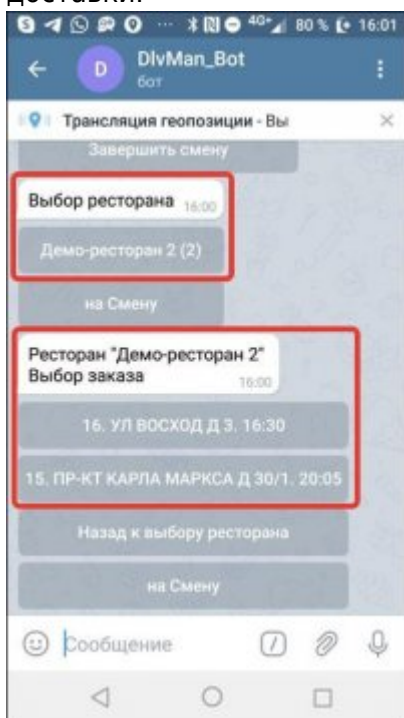 доставки.
4G+ 80 % 16:01
D DlvMan_Bot
бот
Трансляция геопозиции - Вы
Завершить смену
Выбор ресторана 16:00
Демо-ресторан 2 (2)
на Смену
Ресторан "Демо-ресторан 2"
Выбор заказа 16:00
16. УЛ ВОСХОД Д 3. 16:30
15. ПР-КТ КАРЛА МАРКСА Д 30/1. 20:05
Назад к выбору ресторана
на Смену
Сообщение